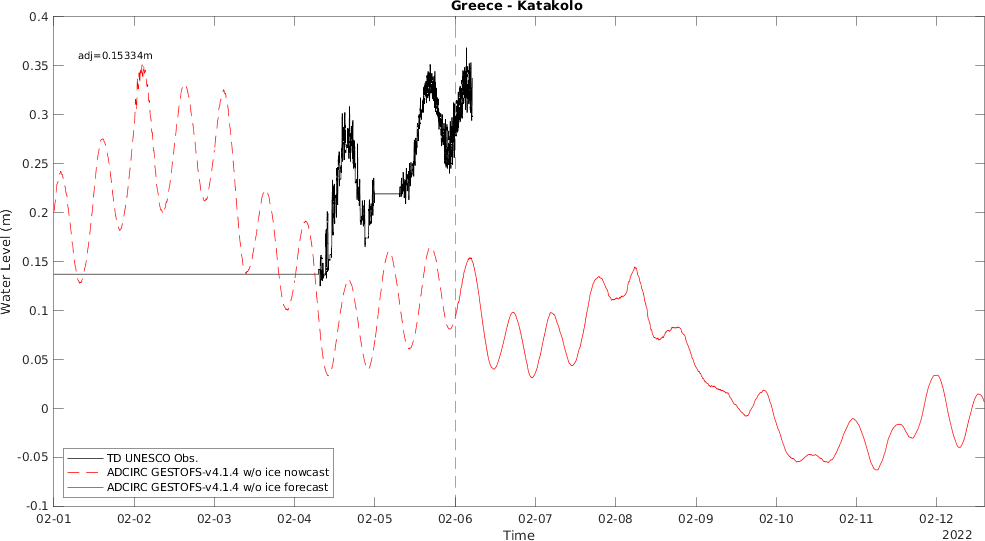 Greece - Katakolo
adj=0.15334m
Water Level (m)
0.4
0.35
0.3
0.25
0.2
0.15
0.1
0.05
0
-0.05
-0.1
TD UNESCO Obs.
ADCIRC GESTOFS-v4.1.4 w/o ice nowcast
ADCIRC GESTOFS-v4.1.4 w/o ice forecast
02-01 02-02 02-03 02-04 02-05 02-06 02-07 02-08 02-09 02-10 02-11 02-12
Time
2022